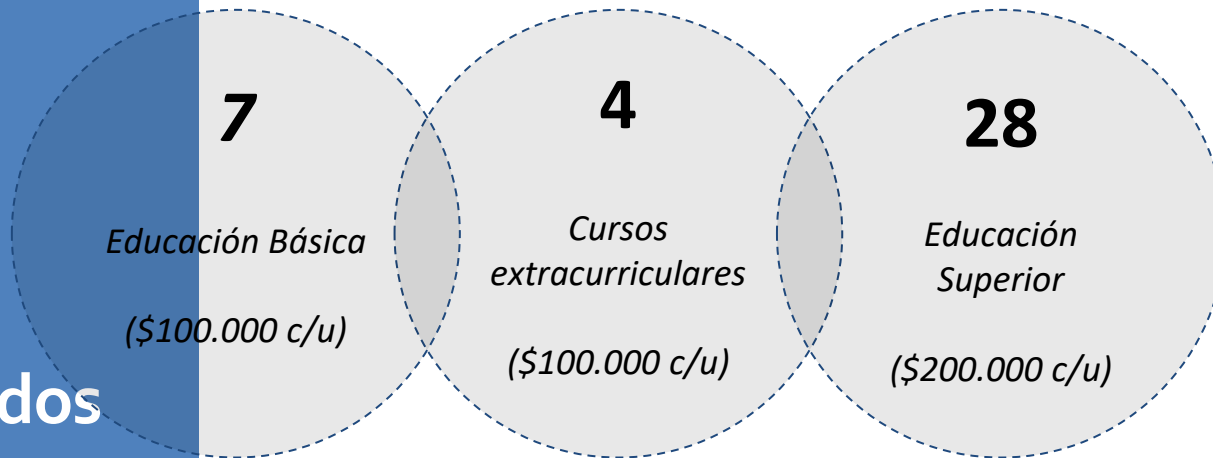 7
Educación Básica
($100.000 c/u)
4
Cursos
extracurriculares
($100.000 c/u)
28
Educación
Superior
($200.000 c/u)
dos